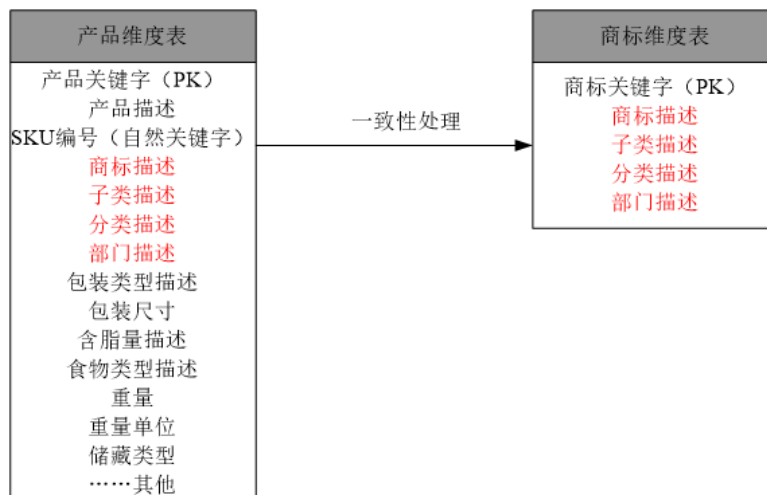 产品维度表
产品关键字（PK）
产品描述
SKU编号（自然关键字）
商标描述
子类描述
分类描述
部门描述
包装类型描述
包装尺寸
含脂量描述
食物类型描述
重量
重量单位
储藏类型
……其他
一致性处理
商标维度表
商标关键字（PK）
商标描述
子类描述
分类描述
部门描述